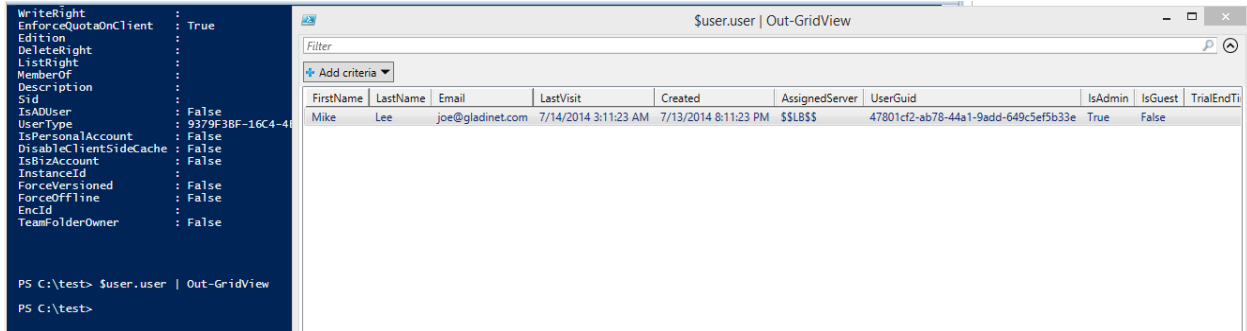 WriteRight :
EnforceQuotaOnClient : True
Edition :
DeleteRight :
ListRight :
MemberOf :
Description :
Sid :
IsADUser : False
UserType : 9379F3BF-16C4-4
IsPersonalAccount : False
DisableClientSideCache : False
IsBizAccount : False
InstanceId :
ForceVersioned : False
ForceOffline : False
EncId :
TeamFolderOwner : False
PS C:\test> $user.user | Out-GridView
PS C:\test>
$user.user | Out-GridView
Filter
Add criteria
FirstName LastName Email LastVisit Created AssignedServer UserGuid IsAdmin IsGuest TrialEndTi
Mike Lee joe@gladinet.com 7/14/2014 3:11:23 AM 7/13/2014 8:11:23 PM $$LB$$ 47801cf2-ab78-44a1-9add-649c5ef5b33e True False